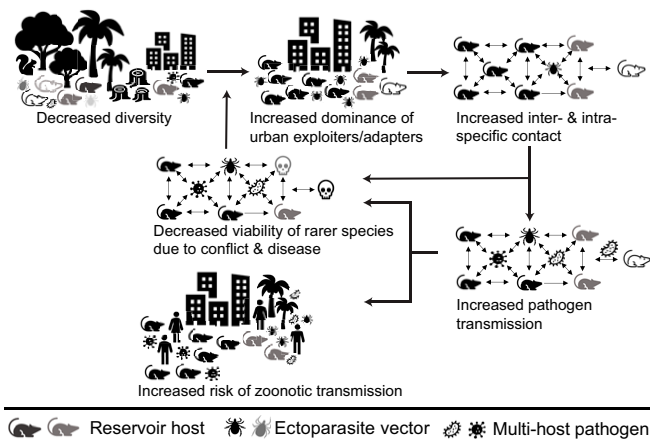 Decreased diversity
Increased dominance of
urban exploiters/adapters
Increased inter- & intra-
specific contact
Decreased viability of rarer species
due to conflict & disease
Increased pathogen
transmission
Increased risk of zoonotic transmission
Reservoir host
Ectoparasite vector
Multi-host pathogen